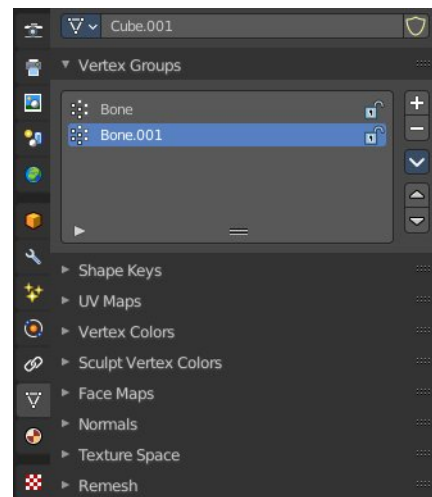 Cube.001
Vertex Groups
Bone
Bone.001
Shape Keys
UV Maps
Vertex Colors
Sculpt Vertex Colors
Face Maps
Normals
Texture Space
Remesh